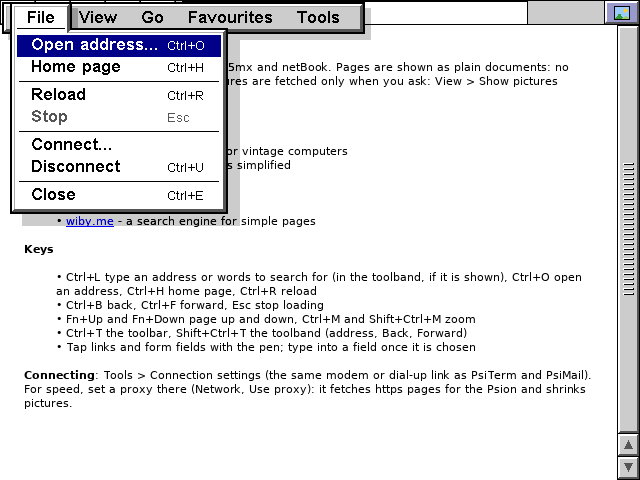 File View Go Favourites Tools
Open address... Ctrl+O
Home page Ctrl+H
Reload Ctrl+R
Stop Esc
Connect...
Disconnect Ctrl+U
Close Ctrl+E
5mx and netBook. Pages are shown as plain documents: no
are fetched only when you ask: View > Show pictures
vintage computers
simplified
• wiby.me - a search engine for simple pages
Keys
• Ctrl+L type an address or words to search for (in the toolband, if it is shown), Ctrl+O open
an address, Ctrl+H home page, Ctrl+R reload
• Ctrl+B back, Ctrl+F forward, Esc stop loading
• Fn+Up and Fn+Down page up and down, Ctrl+M and Shift+Ctrl+M zoom
• Ctrl+T the toolbar, Shift+Ctrl+T the toolband (address, Back, Forward)
• Tap links and form fields with the pen; type into a field once it is chosen
Connecting: Tools > Connection settings (the same modem or dial-up link as PsiTerm and PsiMail).
For speed, set a proxy there (Network, Use proxy): it fetches https pages for the Psion and shrinks
pictures.